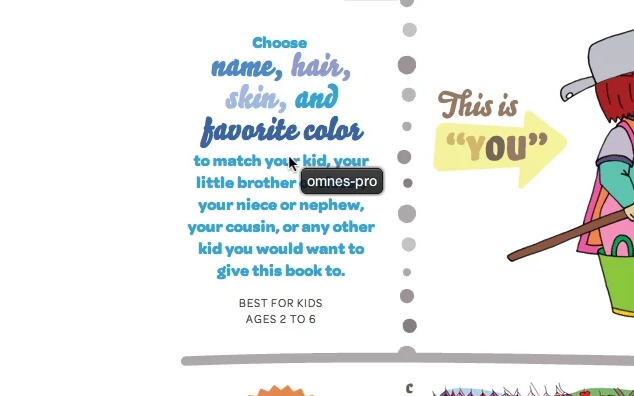 Choose
name, hair,
skin, and
favorite color
to match your kid, your
little brother
omnes-pro
your niece or nephew,
your cousin, or any other
kid you would want to
give this book to.
BEST FOR KIDS
AGES 2 TO 6
This is
“YOU”
c